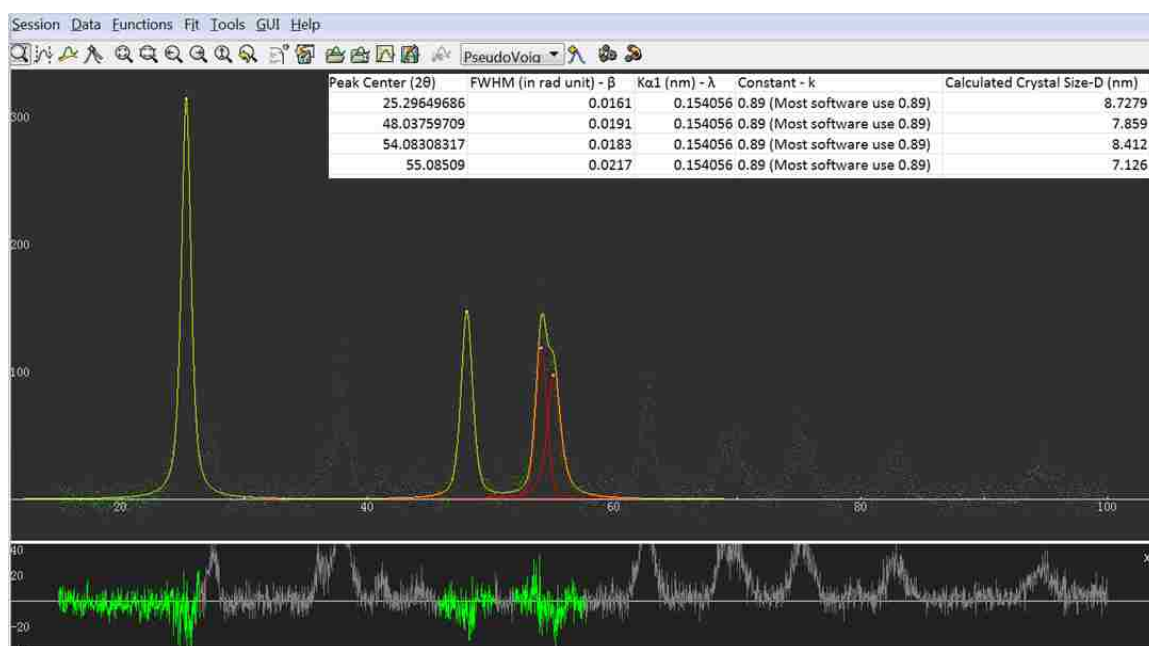 Session Data Functions Fit Tools GUI Help
PseudoVoig
Peak Center (2θ) FWHM (in rad unit) - β Kα1 (nm) - λ Constant - k Calculated Crystal Size-D (nm)
25.29649686 0.0161 0.154056 0.89 (Most software use 0.89) 8.7279
48.03759709 0.0191 0.154056 0.89 (Most software use 0.89) 7.859
54.08308317 0.0183 0.154056 0.89 (Most software use 0.89) 8.412
55.08509 0.0217 0.154056 0.89 (Most software use 0.89) 7.126
300
200
100
20 40 60 80 100
40
x
20
0
-20